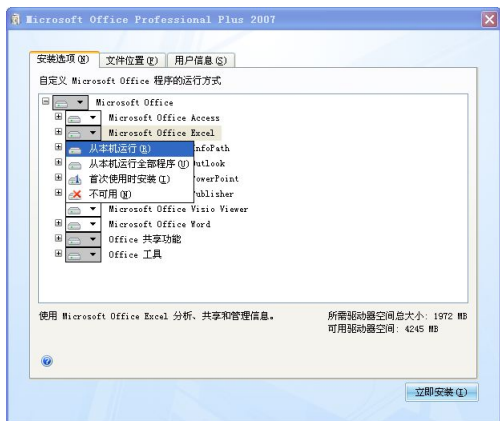 Microsoft Office Professional Plus 2007
安装选项(N) 文件位置(F) 用户信息(S)
自定义 Microsoft Office 程序的运行方式
Microsoft Office
Microsoft Office Access
Microsoft Office Excel
从本机运行(R) InfoPath
从本机运行全部程序(U) Outlook
首次使用时安装(I) PowerPoint
不可用(N) Publisher
Microsoft Office Visio Viewer
Microsoft Office Word
Office 共享功能
Office 工具
使用 Microsoft Office Excel 分析、共享和管理信息。
所需驱动器空间总大小: 1972 MB
可用驱动器空间: 4245 MB
立即安装(I)